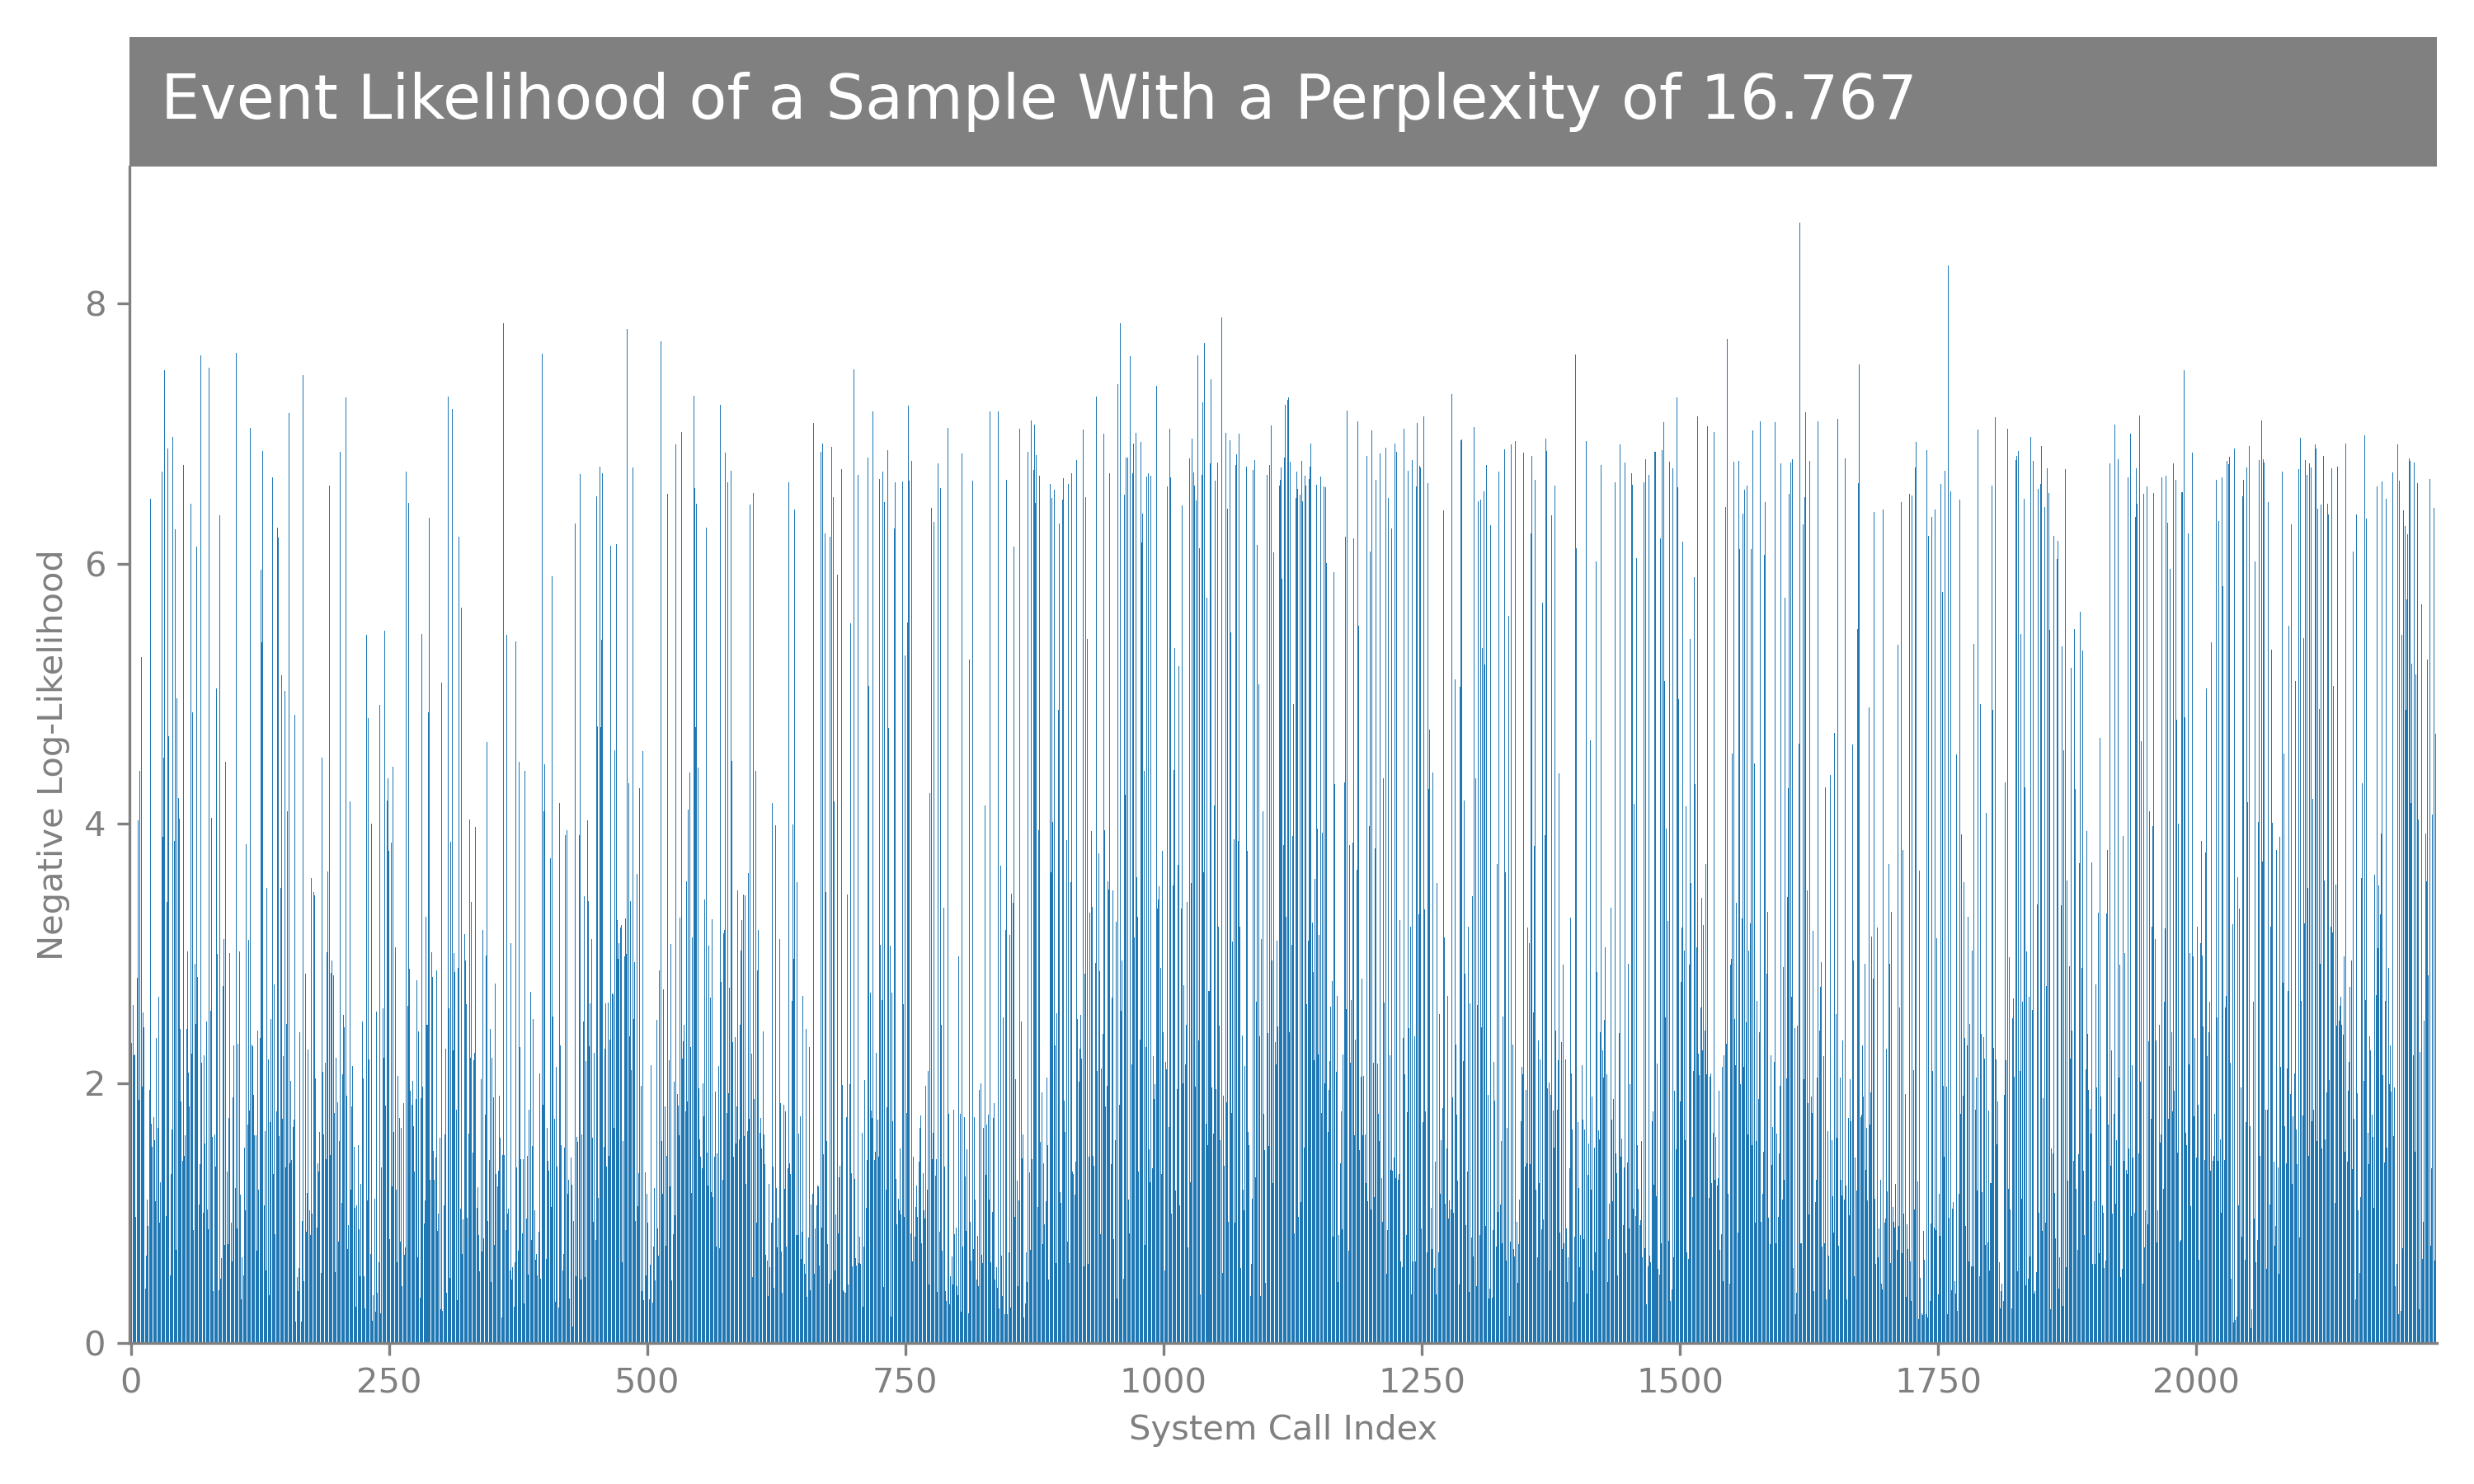 Event Likelihood of a Sample With a Perplexity of 16.767
8
6
4
2
0
Negative Log-Likelihood
0 250 500 750 1000 1250 1500 1750 2000
System Call Index